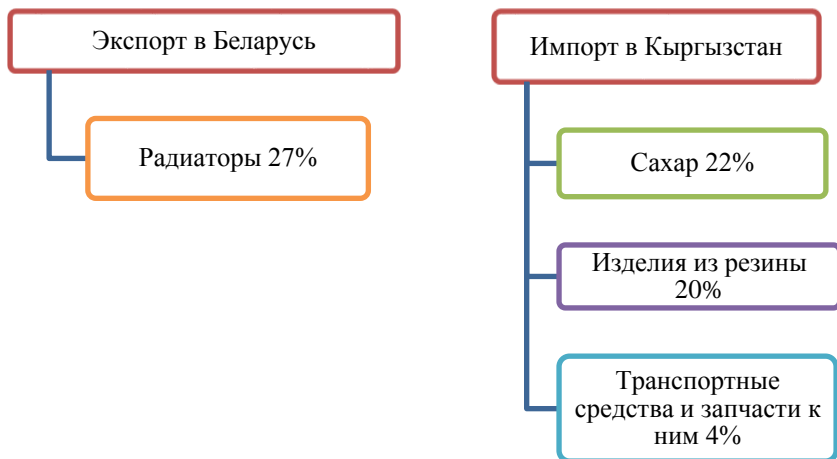 Экспорт в Беларусь
Радиаторы 27%
Импорт в Кыргызстан
Сахар 22%
Изделия из резины
20%
Транспортные
средства и запчасти к
ним 4%